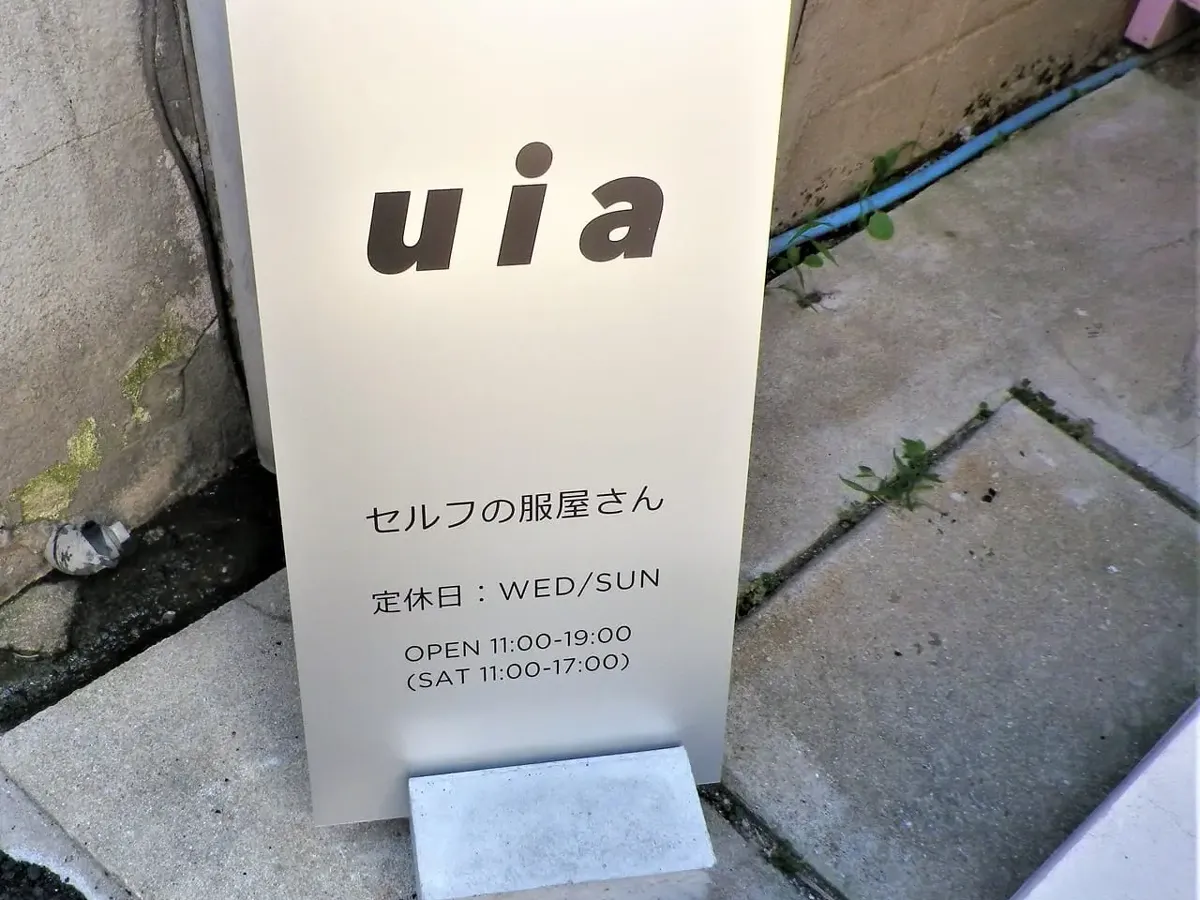 uia
セルフの服屋さん
定休日：WED/SUN
OPEN 11:00-19:00
(SAT 11:00-17:00)